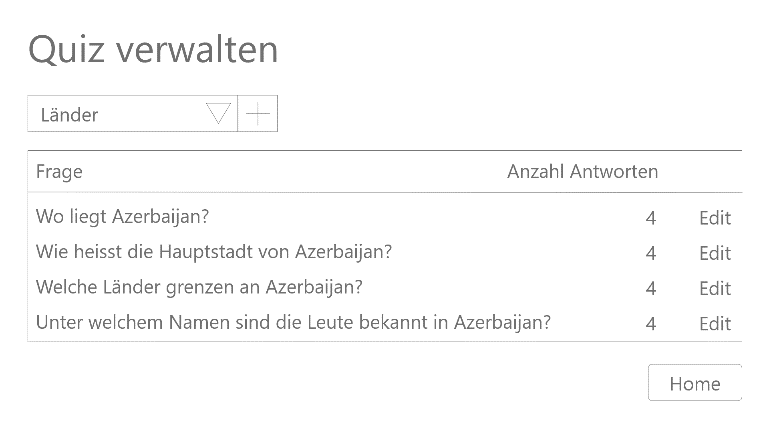 Quiz verwalten
Länder
Frage Anzahl Antworten
Wo liegt Azerbaijan? 4 Edit
Wie heisst die Hauptstadt von Azerbaijan? 4 Edit
Welche Länder grenzen an Azerbaijan? 4 Edit
Unter welchem Namen sind die Leute bekannt in Azerbaijan? 4 Edit
Home